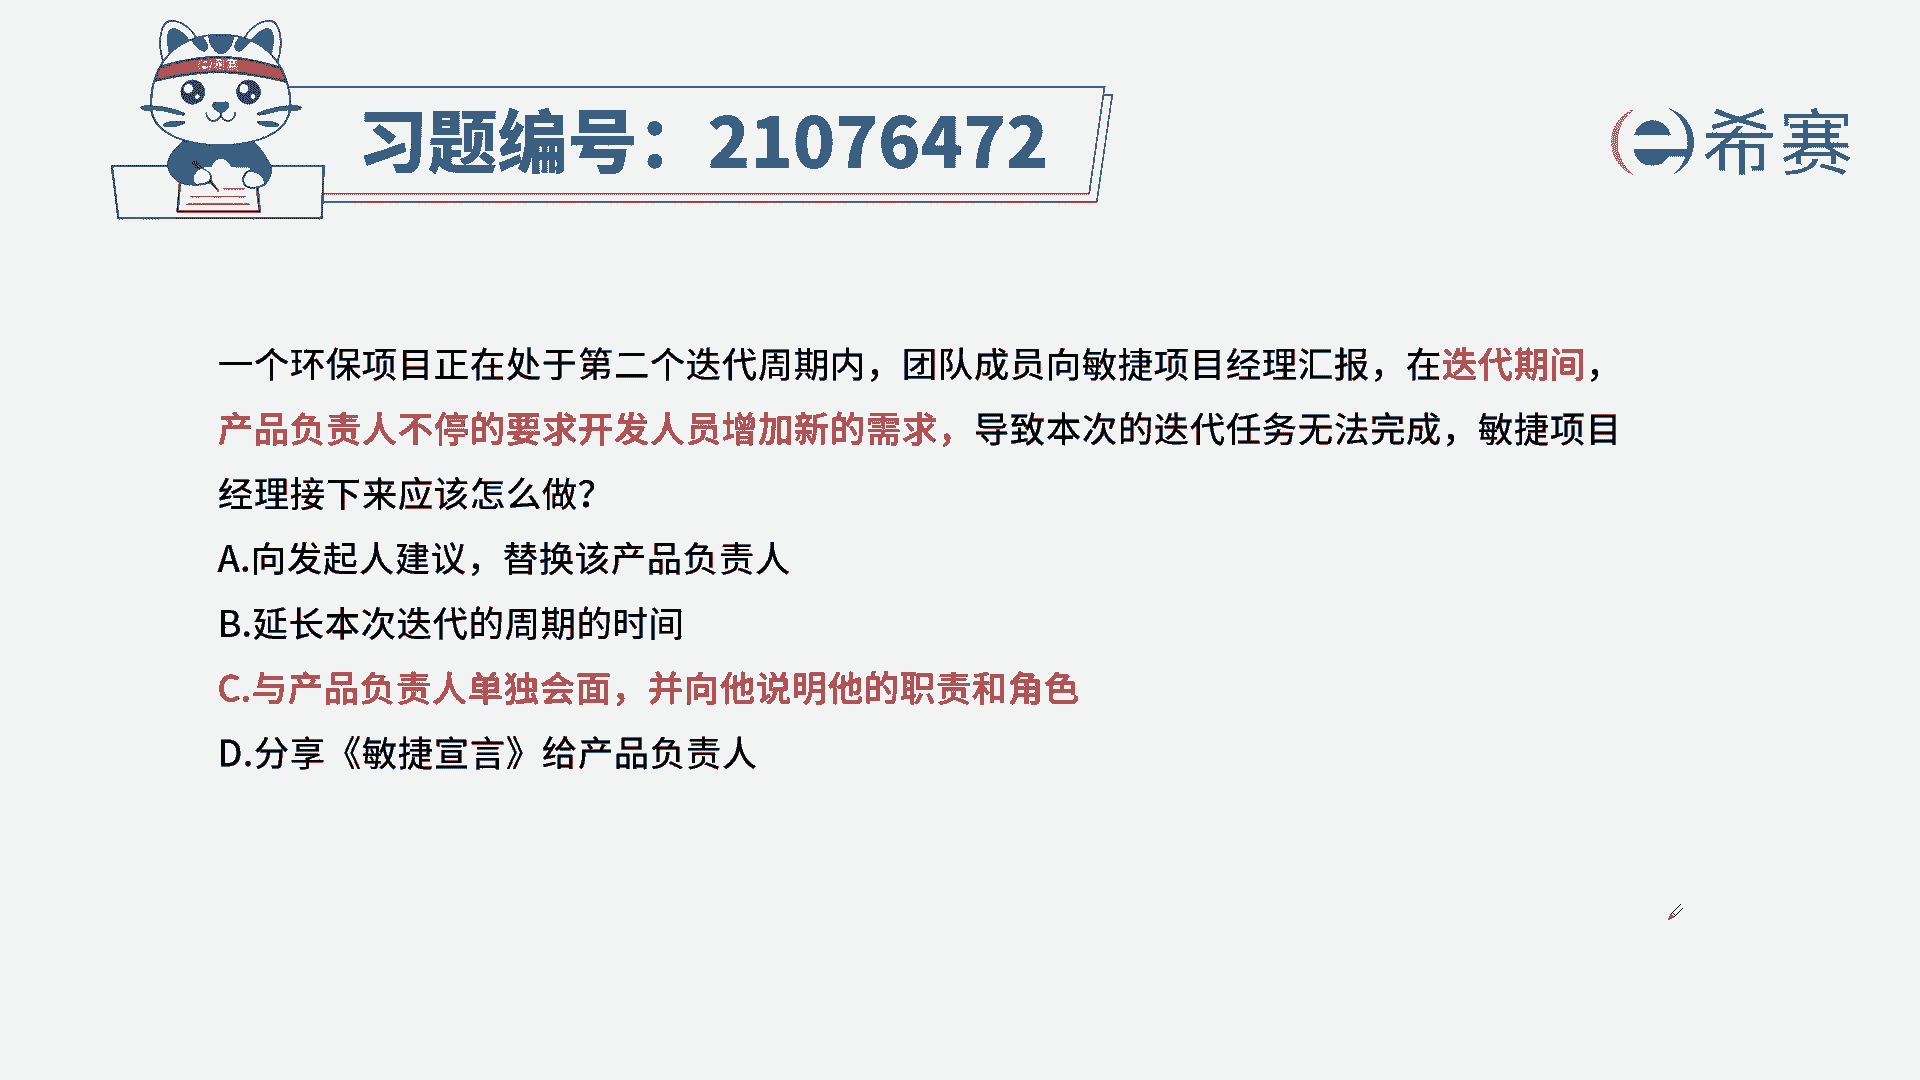 e希赛
习题编号：21076472
e希赛
一个环保项目正在处于第二个迭代周期内，团队成员向敏捷项目经理汇报，在迭代期间，
产品负责人不停的要求开发人员增加新的需求，导致本次的迭代任务无法完成，敏捷项目
经理接下来应该怎么做？
A.向发起人建议，替换该产品负责人
B.延长本次迭代的周期的时间
C.与产品负责人单独会面，并向他说明他的职责和角色
D.分享《敏捷宣言》给产品负责人